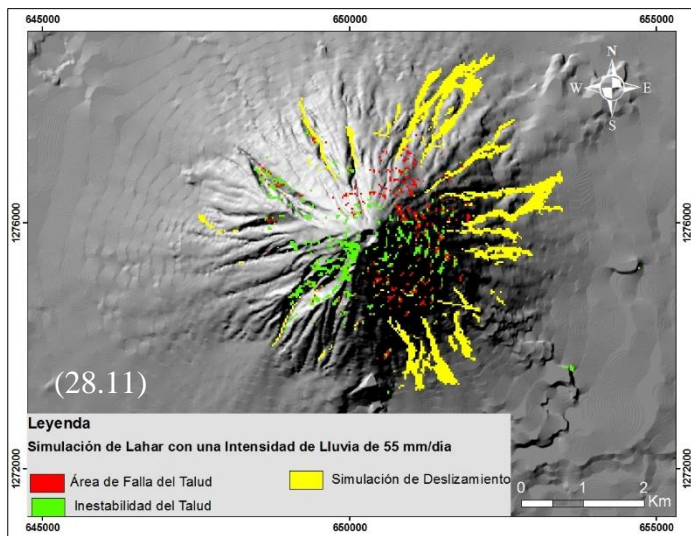 645000 650000 655000
N
W E
S
1276000 1276000
(28.11)
Leyenda
Simulación de Lahar con una Intensidad de Lluvia de 55 mm/dia
Área de Falla del Talud
Simulación de Deslizamiento
Inestabilidad del Talud
0 1 2
Km
1272000 1272000
645000 650000 655000